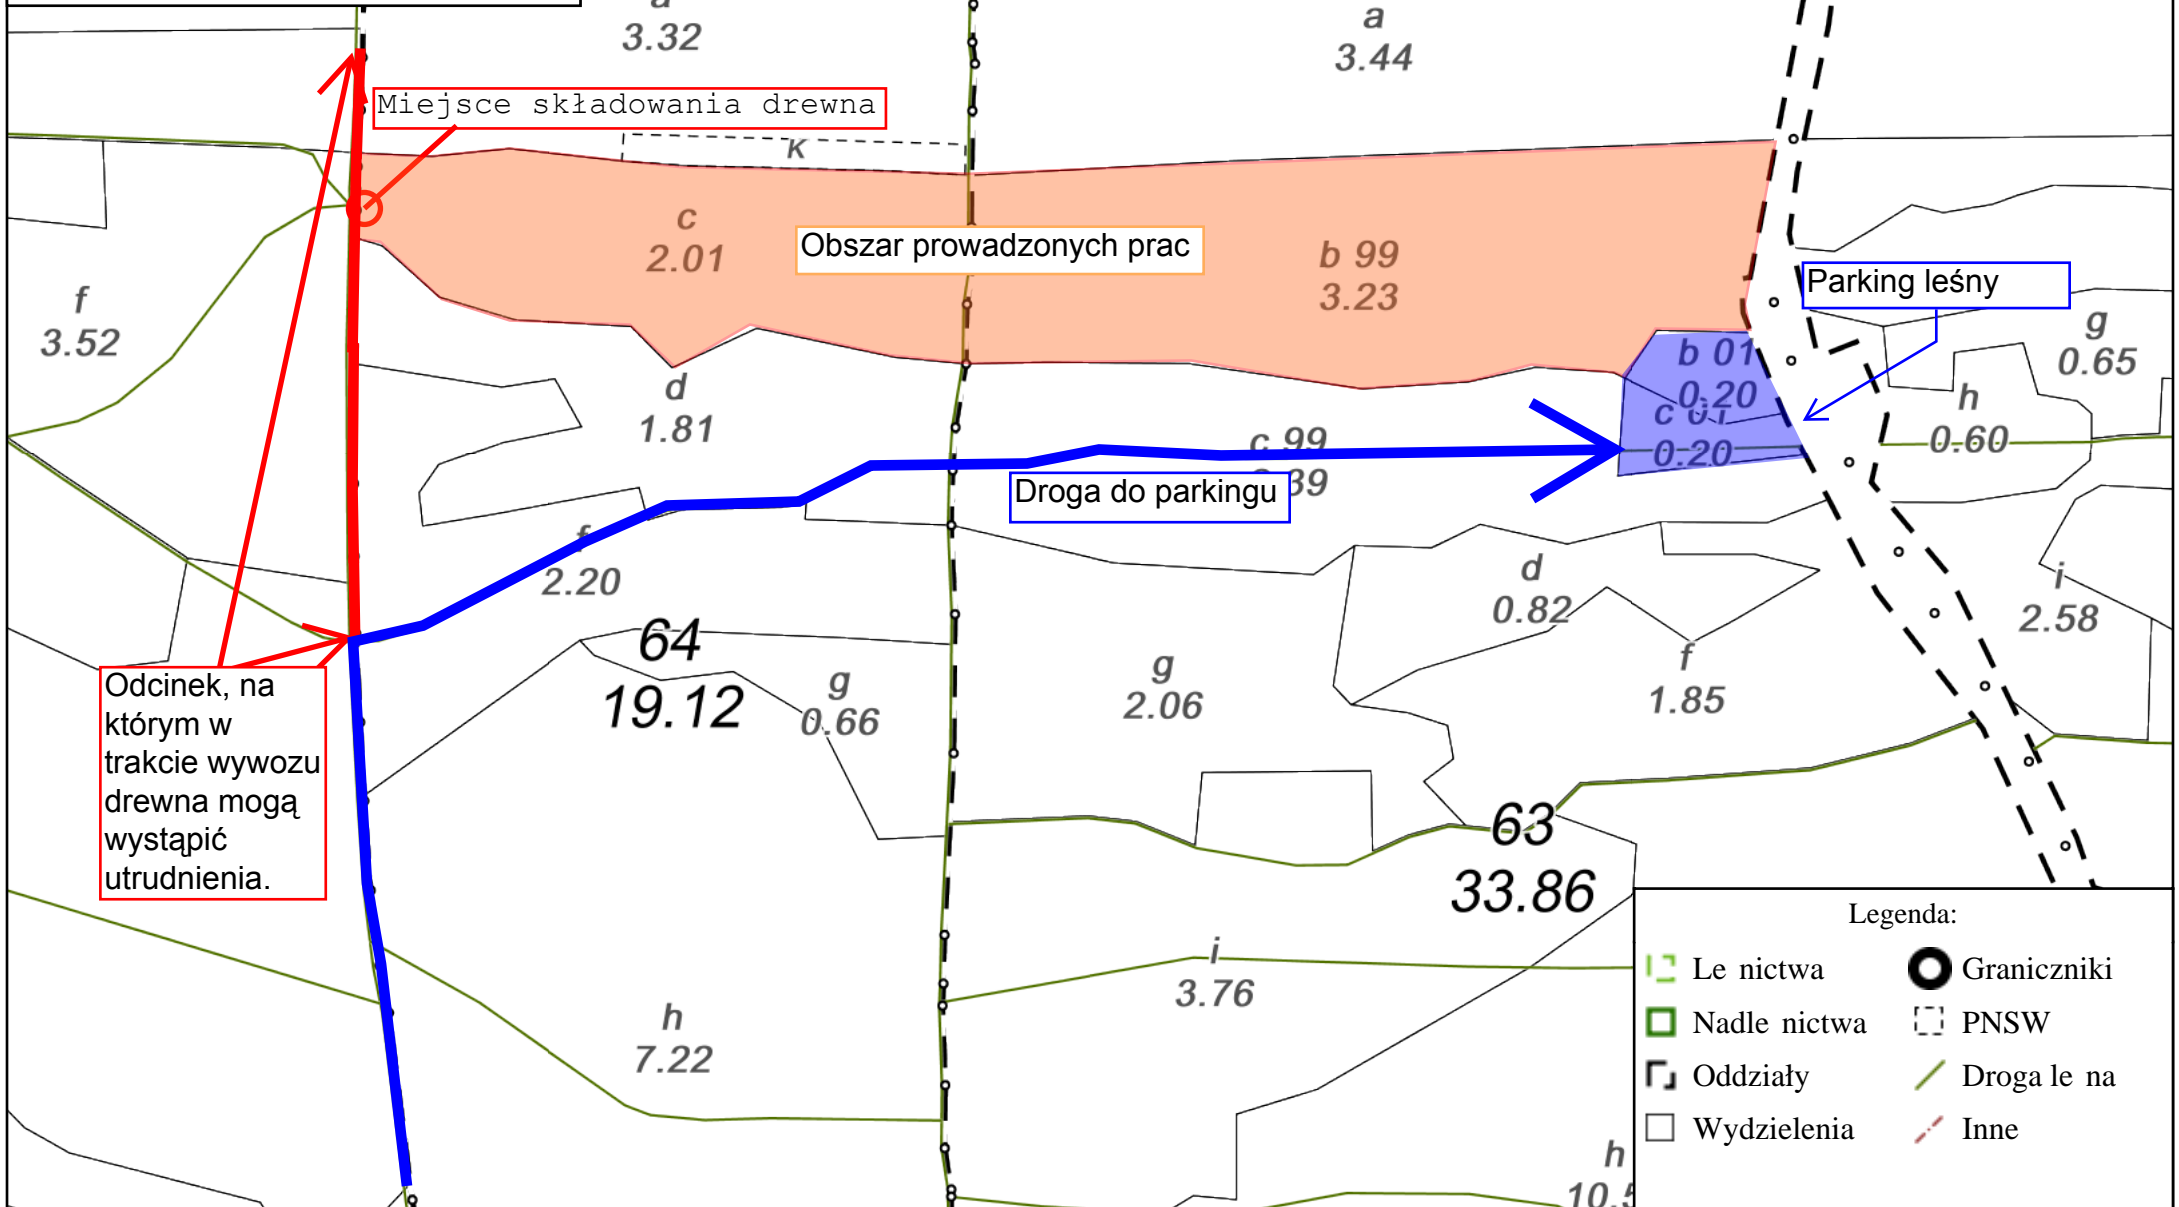 a
3.32
a
3.44
Miejsce składowania drewna
K
c
2.01
Obszar prowadzonych prac
b 99
3.23
Parking leśny
f
3.52
g
0.65
b 01
0.20
d
1.81
h
0.60
c 01
0.20
c 99
39
Droga do parkingu
f
2.20
d
0.82
i
2.58
64
19.12
g
0.66
g
2.06
f
1.85
Odcinek, na
którym w
trakcie wywozu
drewna mogą
wystąpić
utrudnienia.
63
33.86
i
3.76
h
7.22
h
10.5
Legenda:
Le nictwa
Graniczniki
Nadle nictwa
PNSW
Oddziały
Droga le na
Wydzielenia
Inne